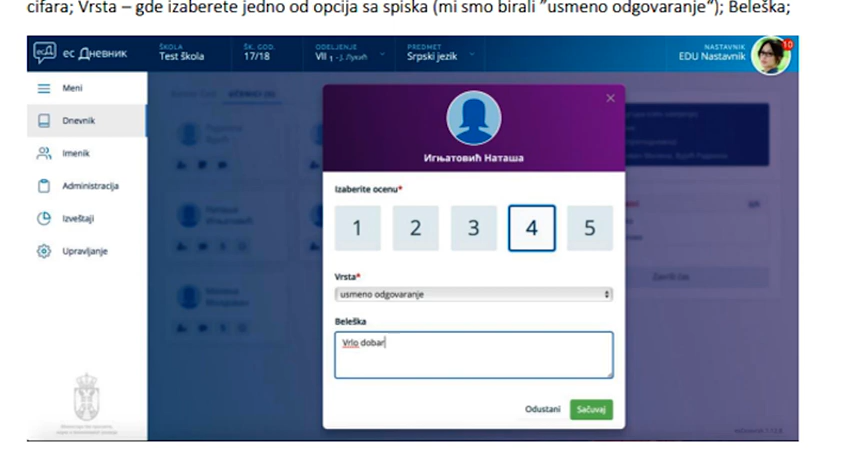 cifara; Vrsta – gde izaberete jedno od opcija sa spiska (mi smo birali ”usmeno odgovaranje“); Beleška;
ес Дневник
ŠKOLA
Test škola
ŠK. GOD.
17/18
ODELJENJE
VII 1 - J. Лукић
PREDMET
Srpski jezik
NASTAVNIK
EDU Nastavnik
10
Meni
Dnevnik
Imenik
Administracija
Izveštaji
Upravljanje
Игњатовић Наташа
Izaberite ocenu*
1 2 3 4 5
Vrsta*
usmeno odgovaranje
Beleška
Vrlo dobar
Odustani
Sačuvaj